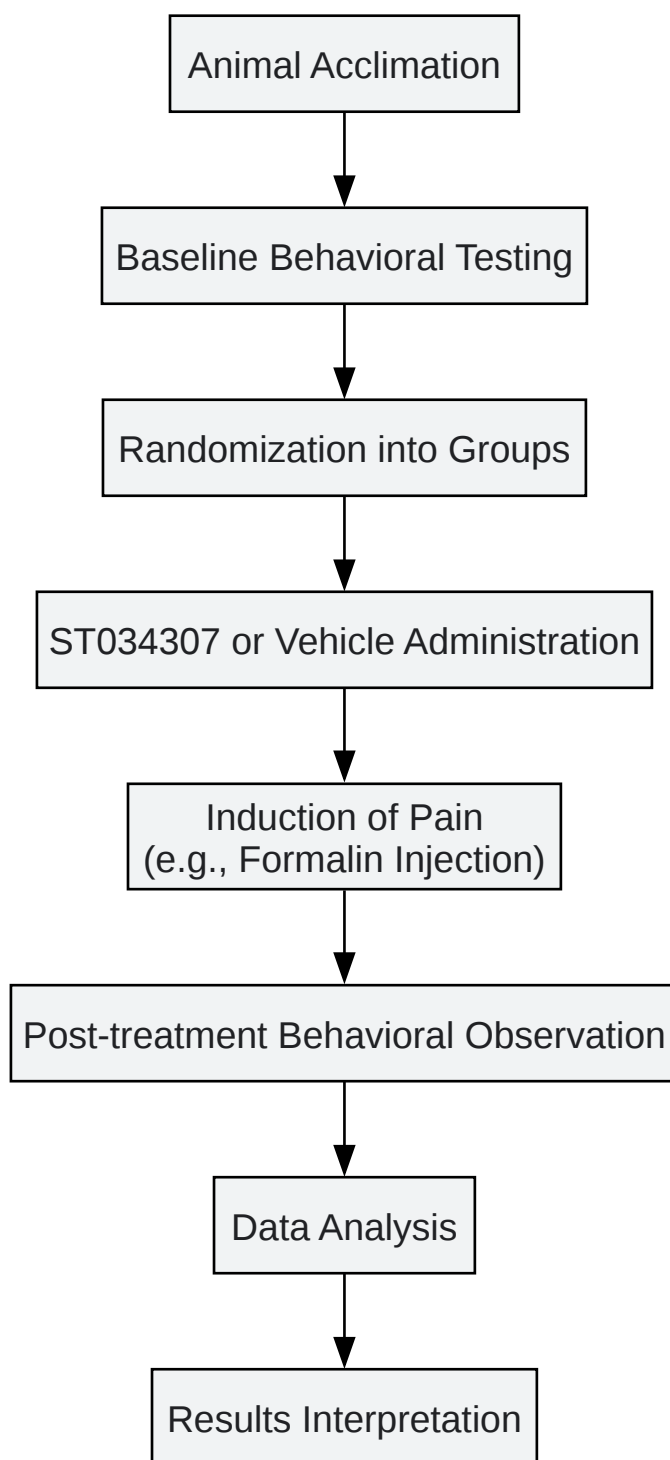 Animal Acclimation
Baseline Behavioral Testing
Randomization into Groups
ST034307 or Vehicle Administration
Induction of Pain
(e.g., Formalin Injection)
Post-treatment Behavioral Observation
Data Analysis
Results Interpretation